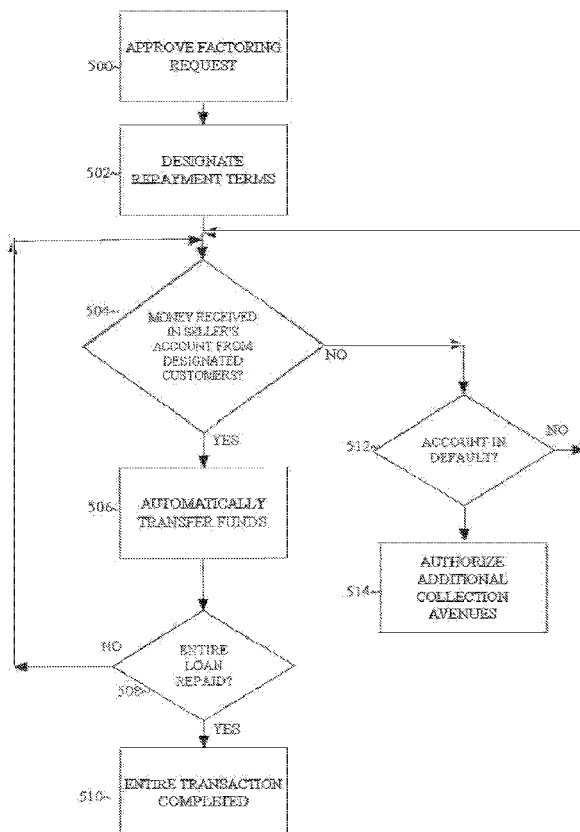 APPROVE FACTORING
REQUEST
500
DESIGNATE
REPAYMENT TERMS
502
504
MONEY RECEIVED
IN SELLER'S
ACCOUNT FROM
DESIGNATED
CUSTOMERS?
NO
YES
512
ACCOUNT IN
DEFAULT?
NO
506
AUTOMATICALLY
TRANSFER FUNDS
514
AUTHORIZE
ADDITIONAL
COLLECTION
AVENUES
NO
ENTIRE
LOAN
REPAID?
508
YES
510
ENTIRE TRANSACTION
COMPLETED